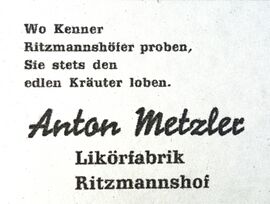 Wo Kenner
Ritzmannshöfer proben,
Sie stets den
edlen Kräuter loben.
Anton Metzler
Likörfabrik
Ritzmannshof